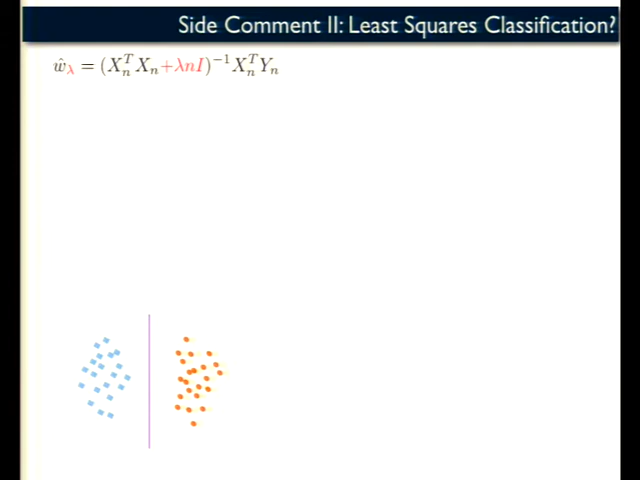 Side Comment II: Least Squares Classification?
ŵ_λ = (X_n^T X_n + λnI)^{-1} X_n^T Y_n